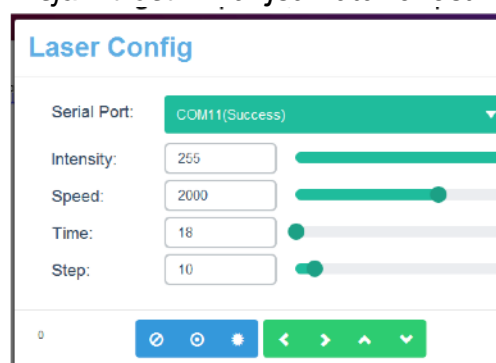 Laser Config
Serial Port: COM11(Success)
Intensity: 255
Speed: 2000
Time: 18
Step: 10
0